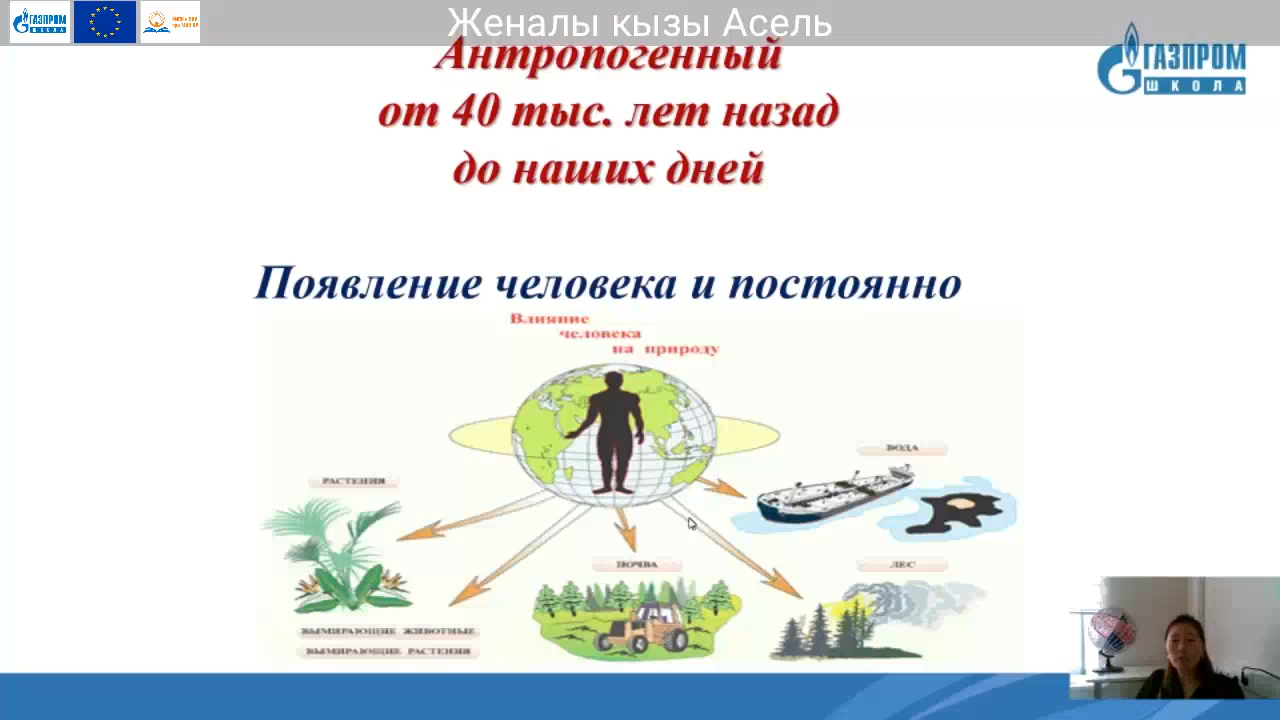 ГАЗПРОМ
ШКОЛА
Женалы кызы Асель
ГАЗПРОМ
ШКОЛА
Антропогенный
от 40 тыс. лет назад
до наших дней
Появление человека и постоянно
Влияние
человека
на природу
ВОДА
РАСТЕНИЯ
ПОЧВА
ЛЕС
ВЫМИРАЮЩИЕ ЖИВОТНЫЕ
ВЫМИРАЮЩИЕ РАСТЕНИЯ